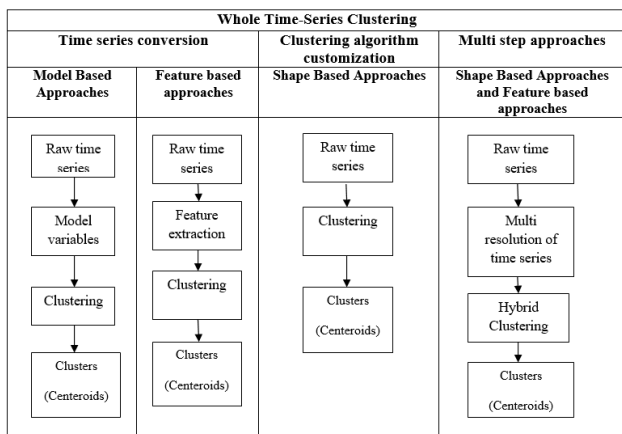 Whole Time-Series Clustering
Time series conversion
Clustering algorithm
customization
Multi step approaches
Model Based
Approaches
Feature based
approaches
Shape Based Approaches
Shape Based Approaches
and Feature based
approaches
Raw time
series
Model
variables
Clustering
Clusters
(Centeroids)
Raw time
series
Feature
extraction
Clustering
Clusters
(Centeroids)
Raw time
series
Clustering
Clusters
(Centeroids)
Raw time
series
Multi
resolution of
time series
Hybrid
Clustering
Clusters
(Centeroids)